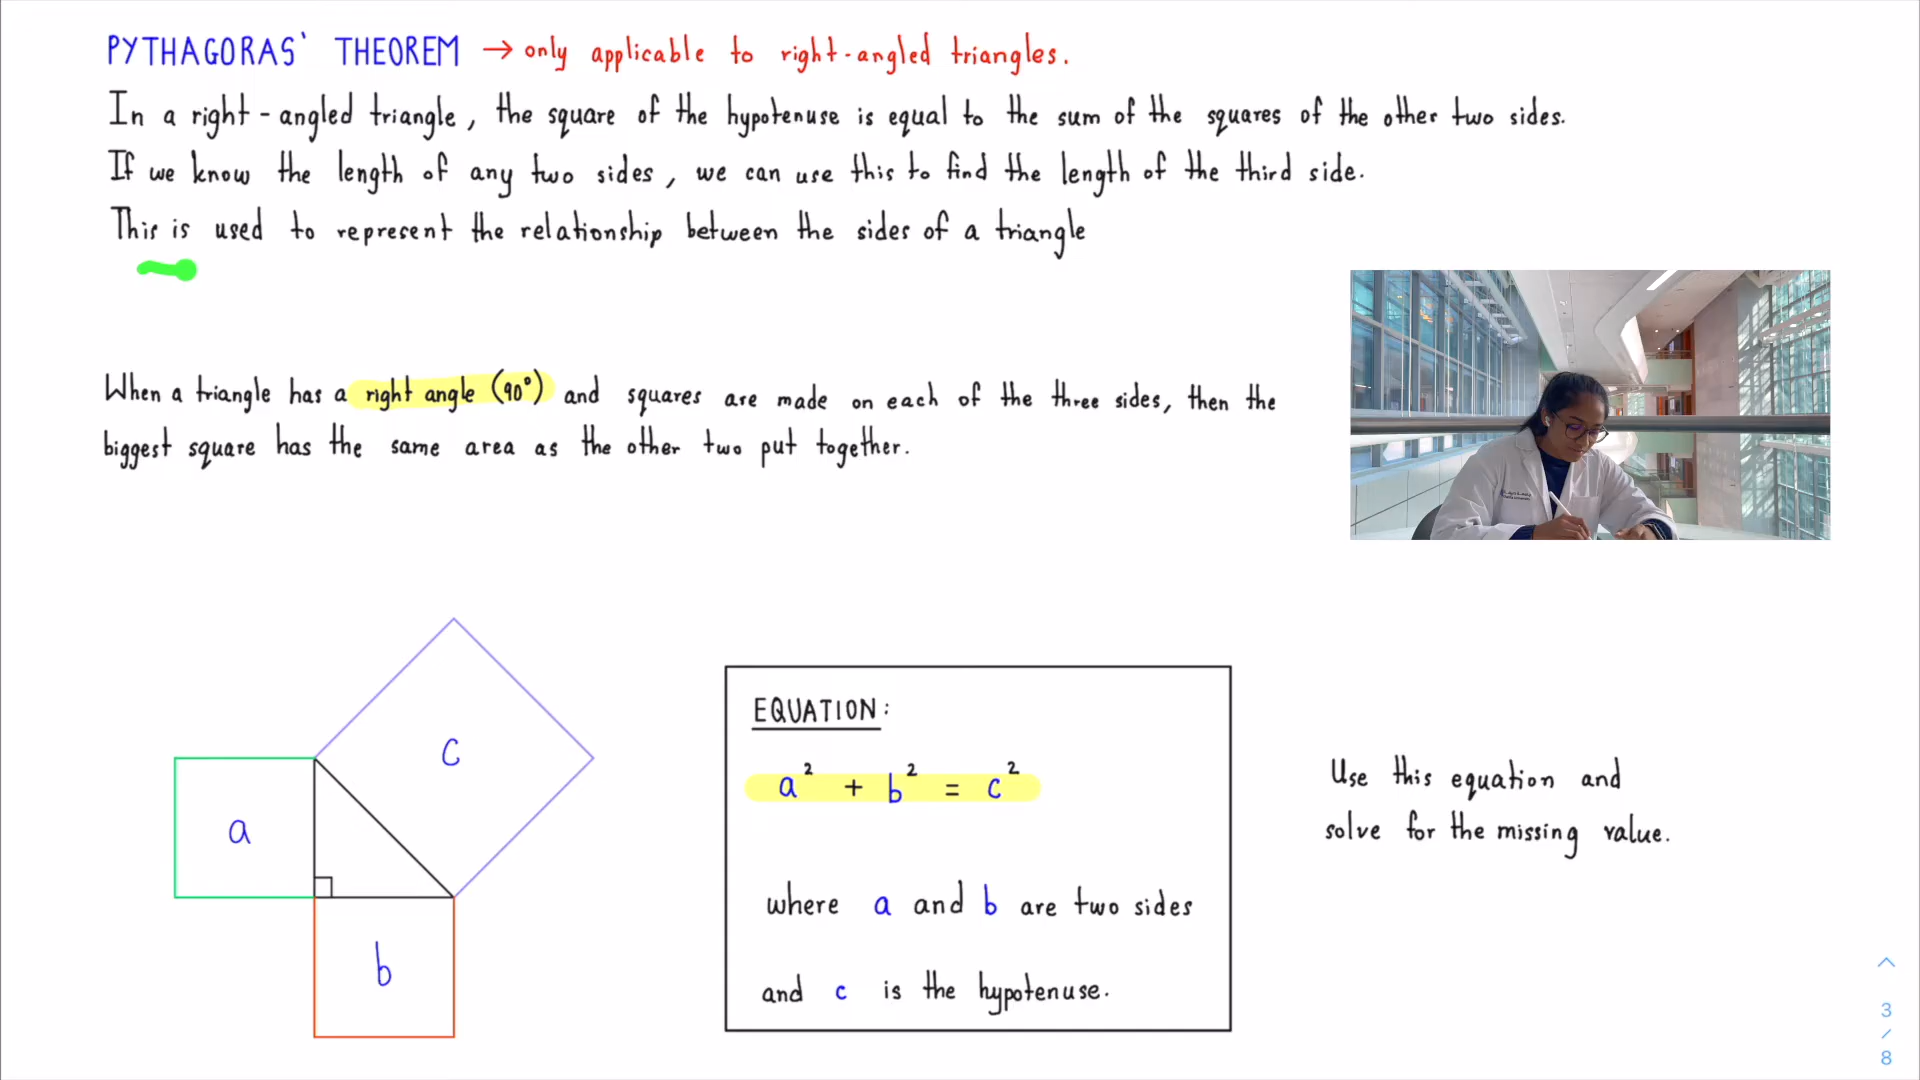 PYTHAGORAS' THEOREM → only applicable to right-angled triangles.
In a right-angled triangle, the square of the hypotenuse is equal to the sum of the squares of the other two sides.
If we know the length of any two sides, we can use this to find the length of the third side.
This is used to represent the relationship between the sides of a triangle
When a triangle has a right angle (90°) and squares are made on each of the three sides, then the
biggest square has the same area as the other two put together.
c
a
b
EQUATION:
a² + b² = c²
where a and b are two sides
and c is the hypotenuse.
Use this equation and
solve for the missing value.
3
/
8